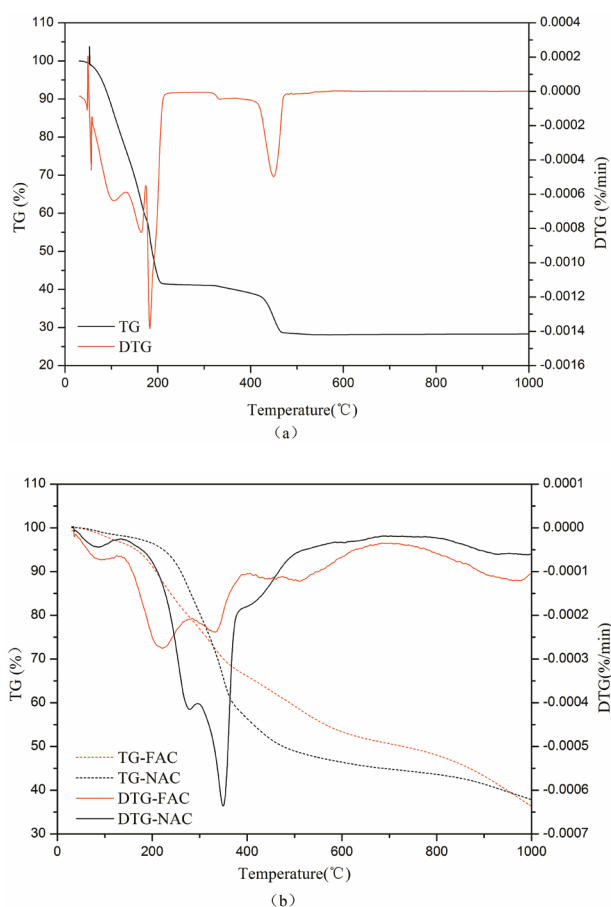 110
100
90
80
70
60
50
40
30
20
TG (%)
0.0004
0.0002
0.0000
-0.0002
-0.0004
-0.0006
-0.0008
-0.0010
-0.0012
-0.0014
-0.0016
DTG (%/min)
TG
DTG
0 200 400 600 800 1000
Temperature(℃)
（a）
110
100
90
80
70
60
50
40
30
TG (%)
0.0001
0.0000
-0.0001
-0.0002
-0.0003
-0.0004
-0.0005
-0.0006
-0.0007
DTG(%/min)
TG-FAC
TG-NAC
DTG-FAC
DTG-NAC
0 200 400 600 800 1000
Temperature(℃)
（b）